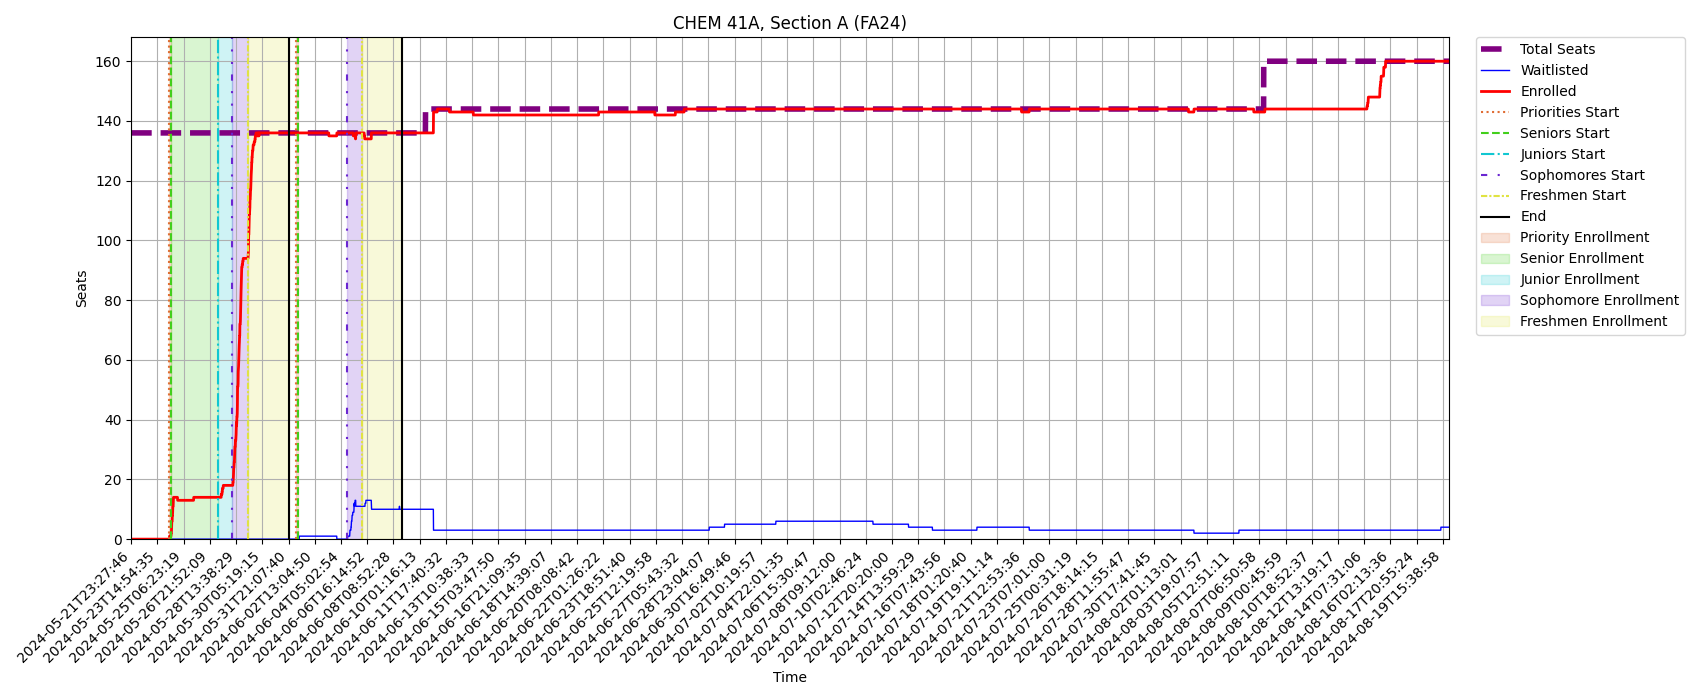 CHEM 41A, Section A (FA24)
160
140
120
100
80
60
40
20
0
Seats
2024-05-21T23:27:46
2024-05-23T14:54:35
2024-05-25T06:23:19
2024-05-26T21:52:09
2024-05-28T13:38:29
2024-05-30T05:19:15
2024-05-31T21:07:40
2024-06-02T13:04:50
2024-06-04T05:02:54
2024-06-06T16:14:52
2024-06-08T08:52:28
2024-06-10T01:16:13
2024-06-11T17:40:32
2024-06-13T10:38:33
2024-06-15T03:47:50
2024-06-16T21:09:35
2024-06-18T14:39:07
2024-06-20T08:08:42
2024-06-22T01:26:22
2024-06-23T18:51:40
2024-06-25T12:19:58
2024-06-27T05:43:32
2024-06-28T23:04:07
2024-06-30T16:49:46
2024-07-02T10:19:57
2024-07-04T22:01:35
2024-07-06T15:30:47
2024-07-08T09:12:00
2024-07-10T02:46:24
2024-07-12T20:20:00
2024-07-14T13:59:29
2024-07-16T07:43:56
2024-07-18T01:20:40
2024-07-19T19:11:14
2024-07-21T12:53:36
2024-07-23T07:01:00
2024-07-25T00:31:19
2024-07-26T18:14:15
2024-07-28T11:55:47
2024-07-30T17:41:45
2024-08-02T01:13:01
2024-08-03T19:07:57
2024-08-05T12:51:11
2024-08-07T06:50:58
2024-08-09T00:45:59
2024-08-10T18:52:37
2024-08-12T13:19:17
2024-08-14T07:31:06
2024-08-16T02:13:36
2024-08-17T20:55:24
2024-08-19T15:38:58
Time
Total Seats
Waitlisted
Enrolled
Priorities Start
Seniors Start
Juniors Start
Sophomores Start
Freshmen Start
End
Priority Enrollment
Senior Enrollment
Junior Enrollment
Sophomore Enrollment
Freshmen Enrollment